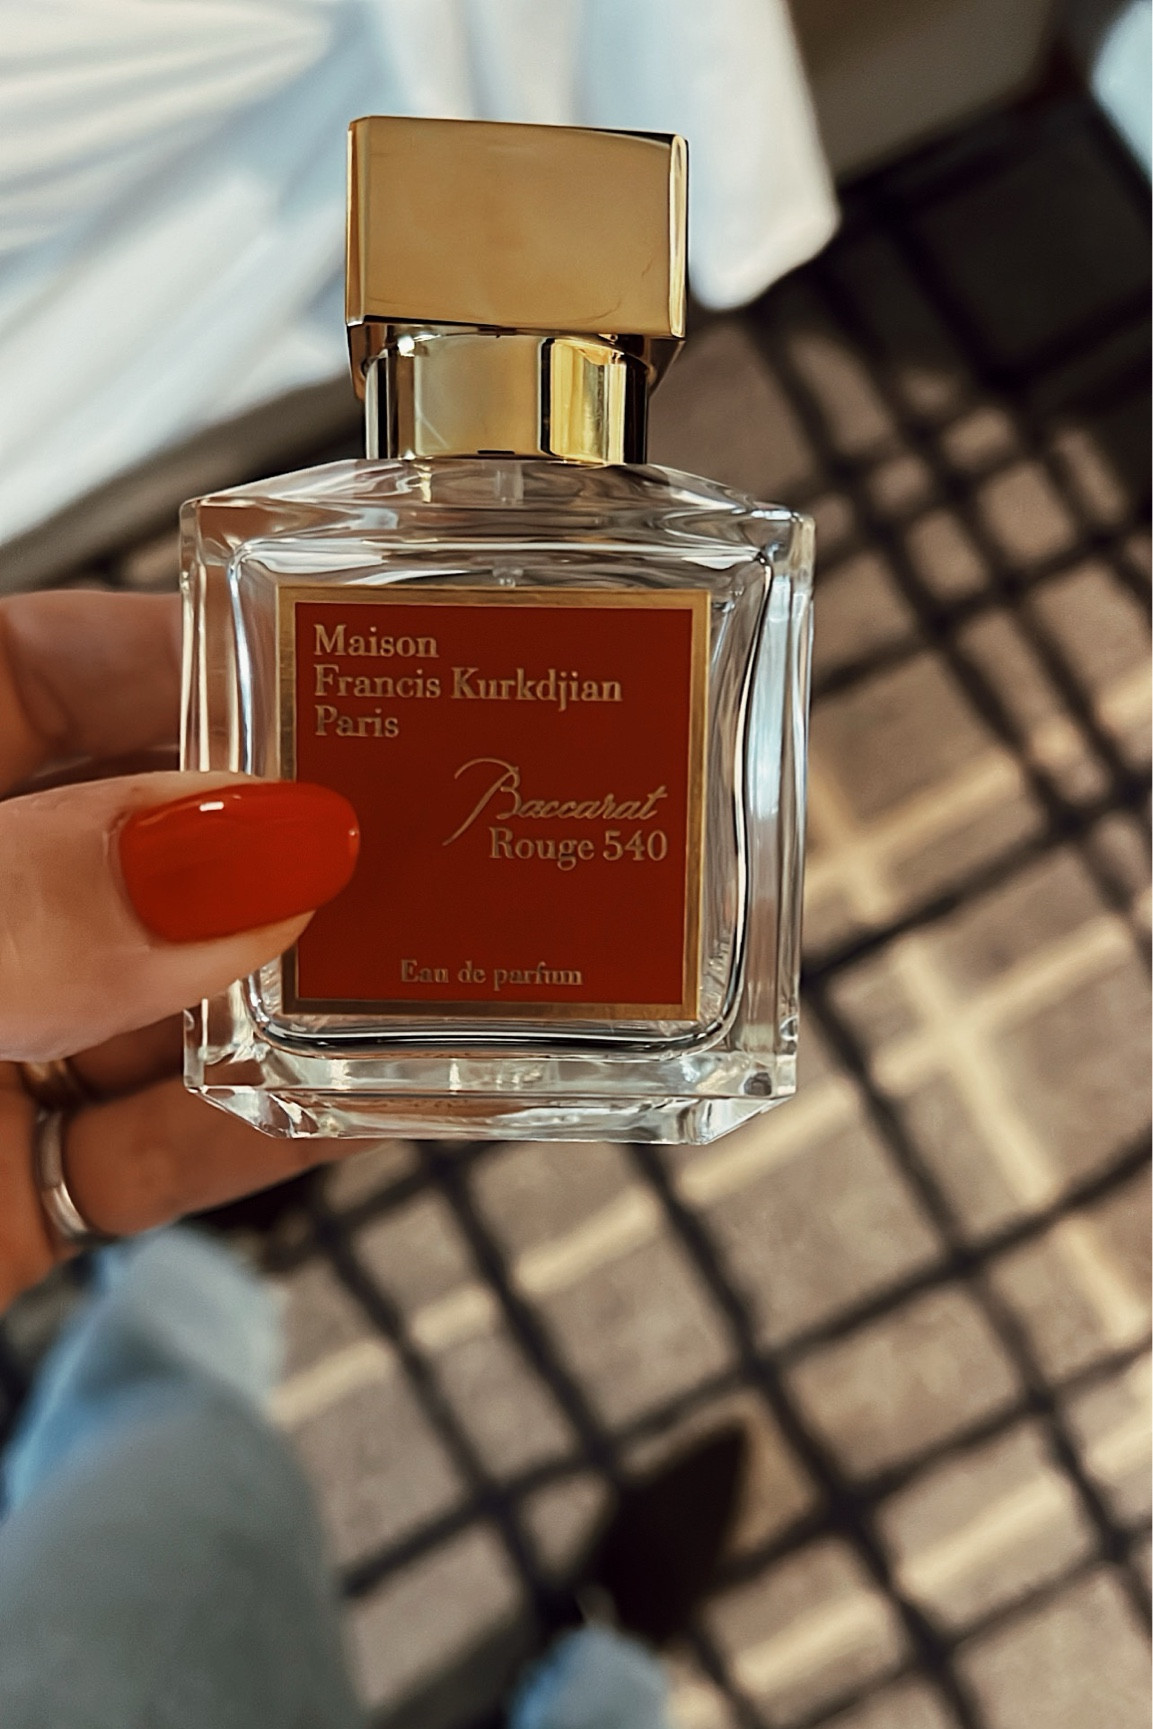 Maison
Francis Kurkdjian
Paris
Baccarat
Rouge 540
Eau de parfum